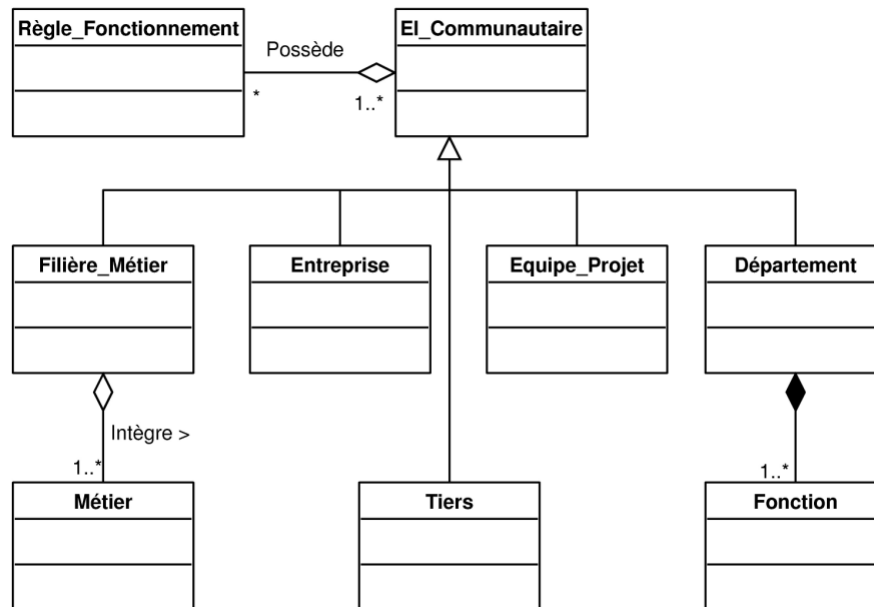 Règle_Fonctionnement
El_Communautaire
Possède
*
1..*
Filière_Métier
Entreprise
Equipe_Projet
Département
Intègre >
1..*
1..*
Métier
Tiers
Fonction